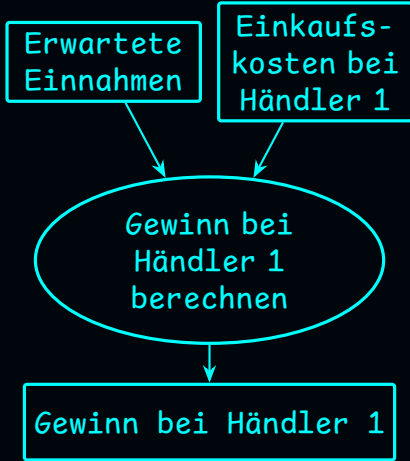 Erwartete
Einnahmen
Einkaufs-
kosten bei
Händler 1
Gewinn bei
Händler 1
berechnen
Gewinn bei Händler 1